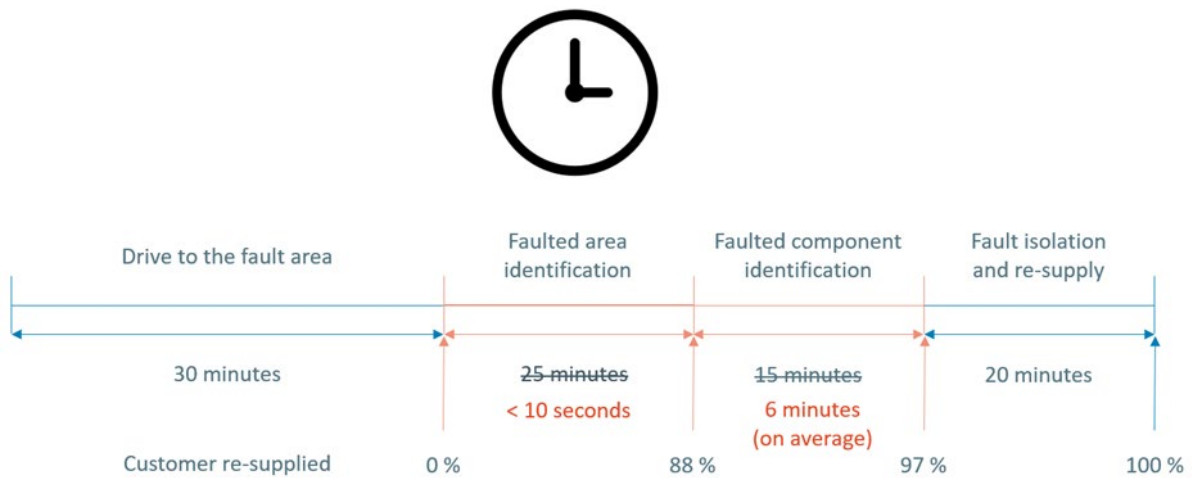 Drive to the fault area
Faulted area
identification
Faulted component
identification
Fault isolation
and re-supply
30 minutes
25 minutes
< 10 seconds
15 minutes
6 minutes
(on average)
20 minutes
Customer re-supplied
0 %
88 %
97 %
100 %